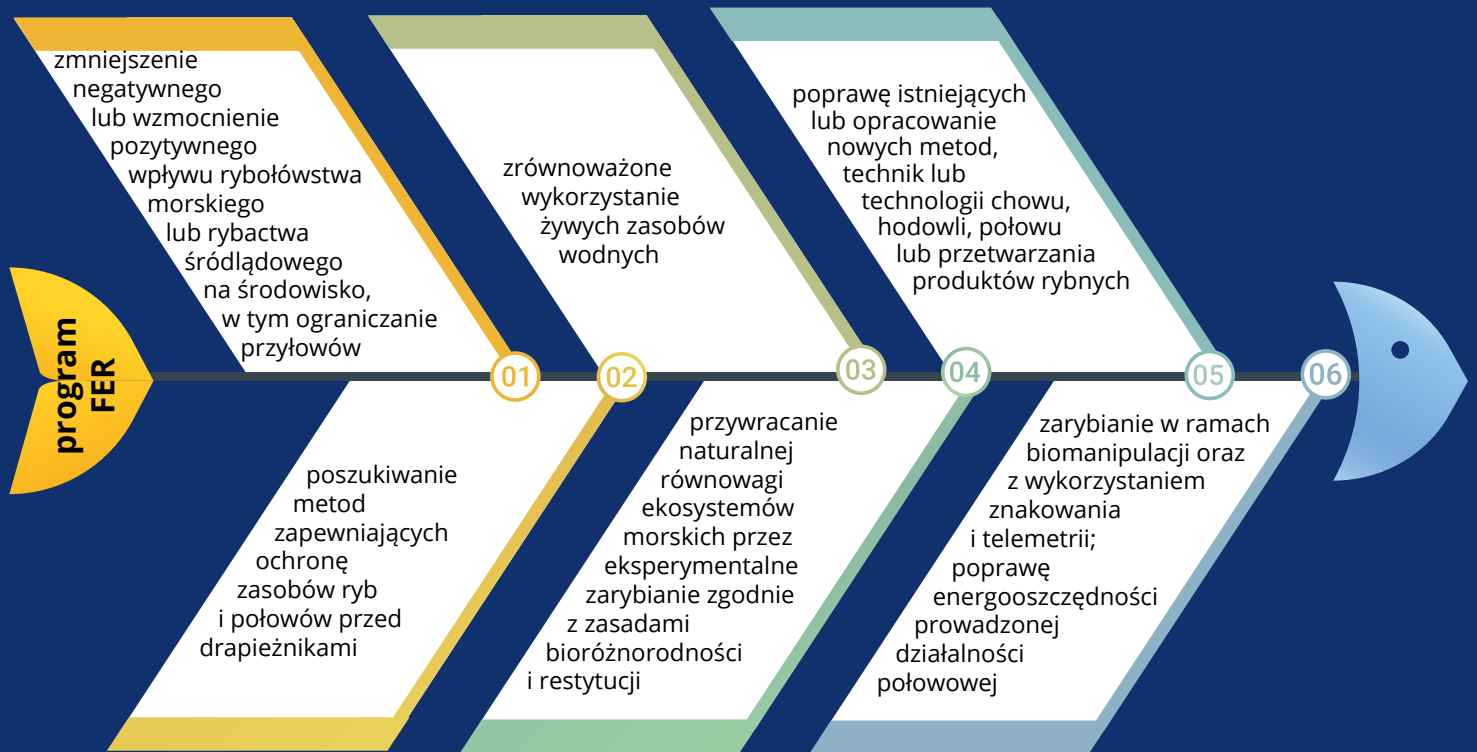 program
FER
zmniejszenie
negatywnego
lub wzmocnienie
pozytywnego
wpływu rybołówstwa
morskiego
lub rybactwa
śródlądowego
na środowisko,
w tym ograniczanie
przyłowów
01
poszukiwanie
metod
zapewniających
ochronę
zasobów ryb
i połowów przed
drapieżnikami
02
zrównoważone
wykorzystanie
żywych zasobów
wodnych
03
przywracanie
naturalnej
równowagi
ekosystemów
morskich przez
eksperymentalne
zarybianie zgodnie
z zasadami
bioróżnorodności
i restytucji
04
poprawę istniejących
lub opracowanie
nowych metod,
technik lub
technologii chowu,
hodowli, połowu
lub przetwarzania
produktów rybnych
05
zarybianie w ramach
biomanipulacji oraz
z wykorzystaniem
znakowania
i telemetrii;
poprawę
energooszczędności
prowadzonej
działalności
połowowej
06